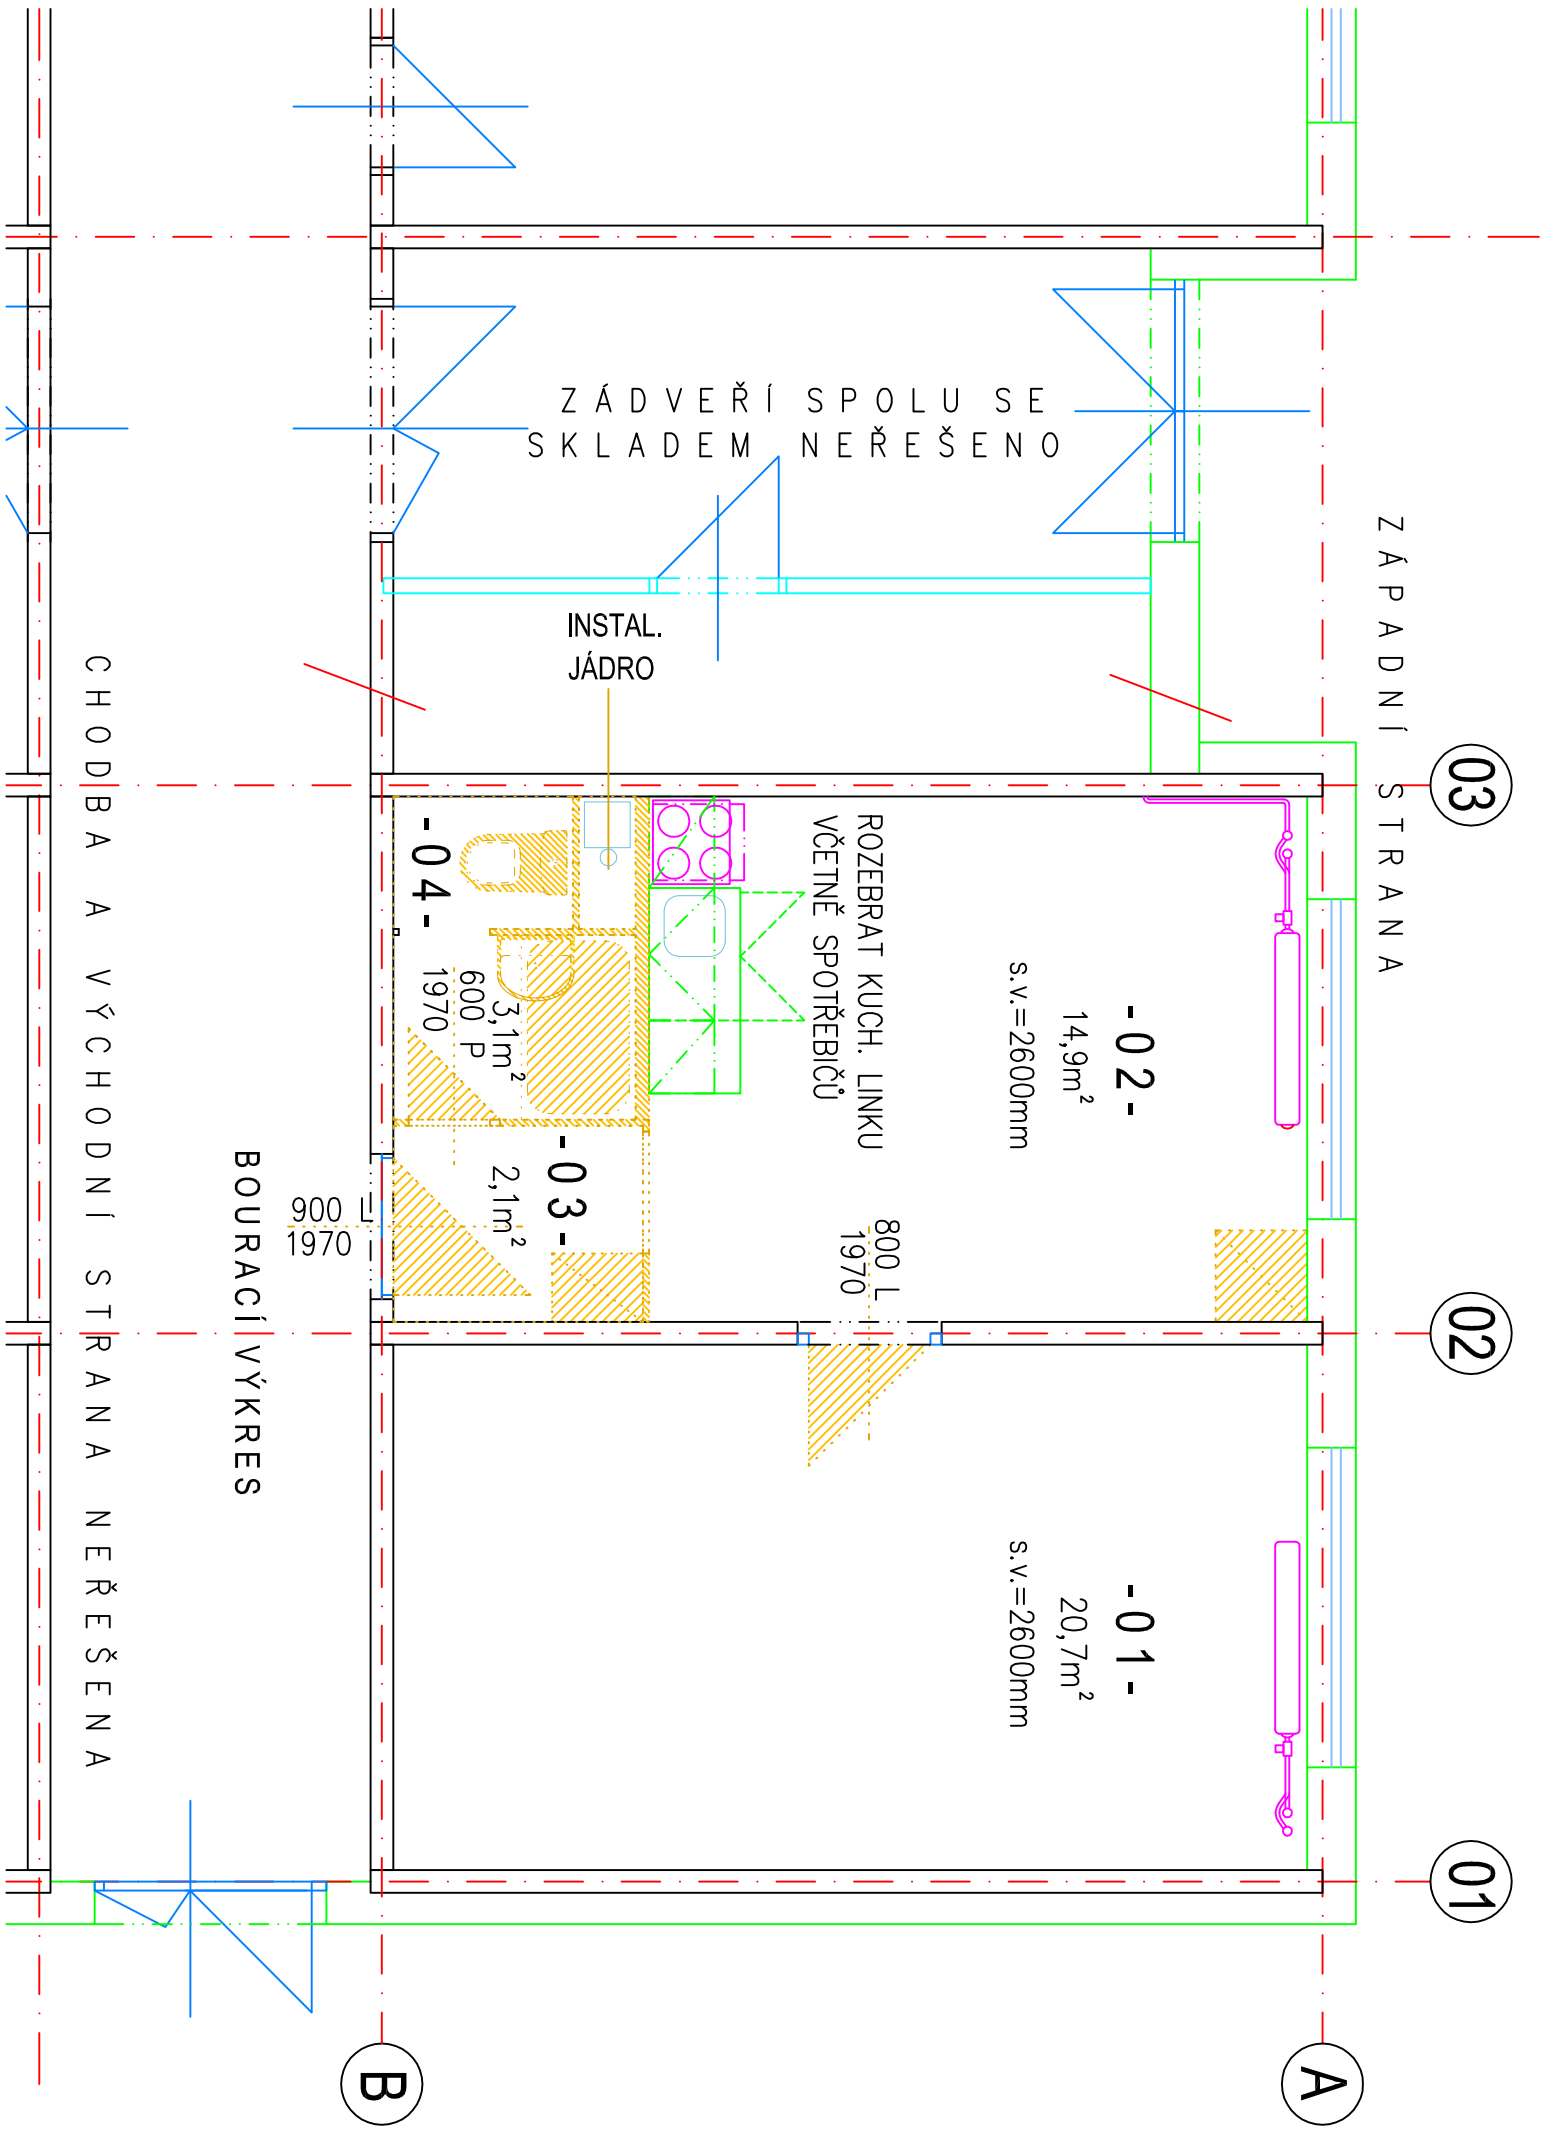 ZÁDVEŘÍ SPOLU SE
SKLADEM NEŘEŠENO
INSTAL.
JÁDRO
ZÁPADNÍ STRANA
03
02
01
A
B
ROZEBRAT KUCH. LINKU
VČETNĚ SPOTŘEBIČŮ
-02-
14,9m²
s.v.=2600mm
-04-
3,1m²
600 P
1970
-03-
2,1m²
800 L
1970
900 L
1970
-01-
20,7m²
s.v.=2600mm
BOURACÍ VÝKRES
CHODBA A VÝCHODNÍ STRANA NEŘEŠENA